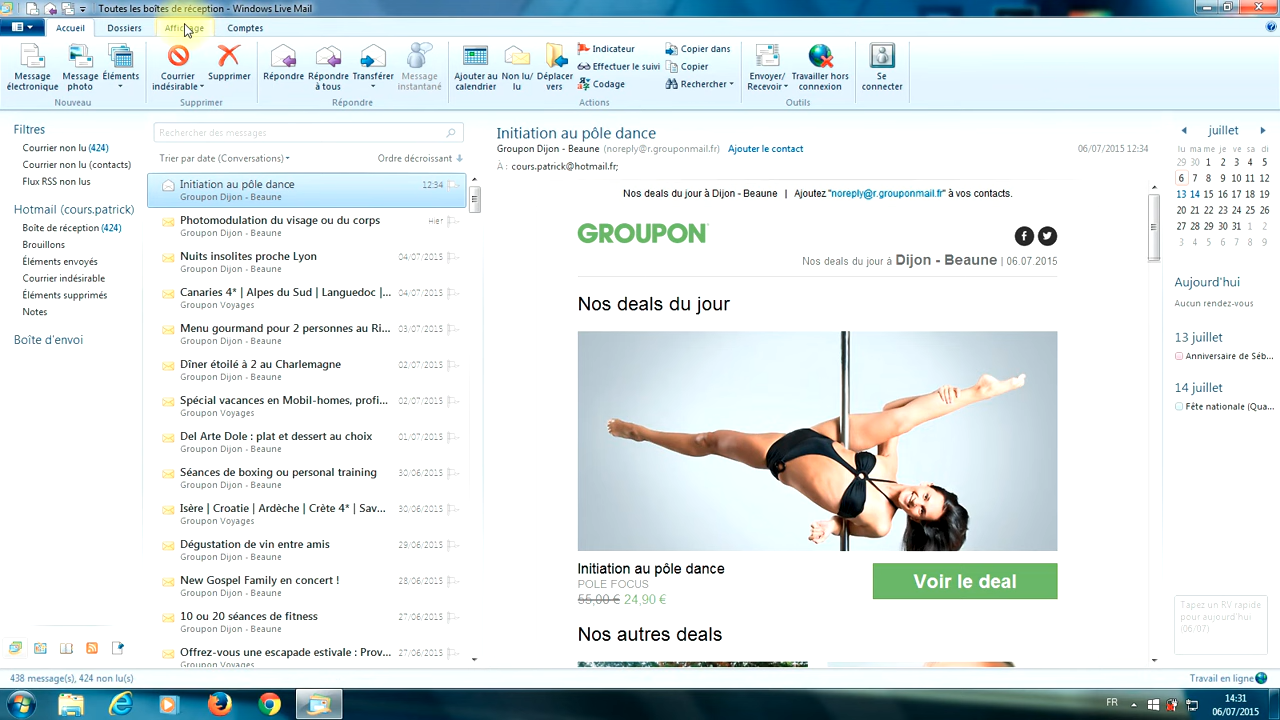 Toutes les boîtes de réception - Windows Live Mail
Accueil
Dossiers
Affichage
Comptes
Message électronique
Message photo
Éléments
Nouveau
Courrier indésirable
Supprimer
Supprimer
Répondre
Répondre à tous
Transférer
Message instantané
Répondre
Ajouter au calendrier
Non lu/lu
Déplacer vers
Indicateur
Effectuer le suivi
Codage
Copier dans
Copier
Rechercher
Actions
Envoyer/Recevoir
Travailler hors connexion
Outils
Se connecter
Filtres
Courrier non lu (424)
Courrier non lu (contacts)
Flux RSS non lus
Hotmail (cours.patrick)
Boîte de réception (424)
Brouillons
Éléments envoyés
Courrier indésirable
Éléments supprimés
Notes
Boîte d'envoi
Rechercher des messages
Trier par date (Conversations)
Ordre décroissant
Initiation au pôle dance 12:34
Groupon Dijon - Beaune
Photomodulation du visage ou du corps Hier
Groupon Dijon - Beaune
Nuits insolites proche Lyon 04/07/2015
Groupon Dijon - Beaune
Canaries 4* | Alpes du Sud | Languedoc |... 04/07/2015
Groupon Voyages
Menu gourmand pour 2 personnes au Ri... 03/07/2015
Groupon Dijon - Beaune
Dîner étoilé à 2 au Charlemagne 02/07/2015
Groupon Dijon - Beaune
Spécial vacances en Mobil-homes, profi... 02/07/2015
Groupon Voyages
Del Arte Dole : plat et dessert au choix 01/07/2015
Groupon Dijon - Beaune
Séances de boxing ou personal training 30/06/2015
Groupon Dijon - Beaune
Isère | Croatie | Ardèche | Crète 4* | Sav... 30/06/2015
Groupon Voyages
Dégustation de vin entre amis 29/06/2015
Groupon Dijon - Beaune
New Gospel Family en concert ! 28/06/2015
Groupon Dijon - Beaune
10 ou 20 séances de fitness 27/06/2015
Groupon Dijon - Beaune
Offrez-vous une escapade estivale : Prov... 27/06/2015
Groupon Voyages
Initiation au pôle dance
Groupon Dijon - Beaune (noreply@r.grouponmail.fr) Ajouter le contact 06/07/2015 12:34
À : cours.patrick@hotmail.fr;
Nos deals du jour à Dijon - Beaune | Ajoutez "noreply@r.grouponmail.fr" à vos contacts.
GROUPON
Nos deals du jour à Dijon - Beaune | 06.07.2015
Nos deals du jour
Initiation au pôle dance
POLE FOCUS
55,00 € 24,90 €
Voir le deal
Nos autres deals
juillet
lu ma me je ve sa di
29 30 1 2 3 4 5
6 7 8 9 10 11 12
13 14 15 16 17 18 19
20 21 22 23 24 25 26
27 28 29 30 31 1 2
3 4 5 6 7 8 9
Aujourd'hui
Aucun rendez-vous
13 juillet
Anniversaire de Séb...
14 juillet
Fête nationale (Qua...
Tapez un RV rapide
pour aujourd'hui
(06/07)
438 message(s), 424 non lu(s)
Travail en ligne
FR
14:31
06/07/2015